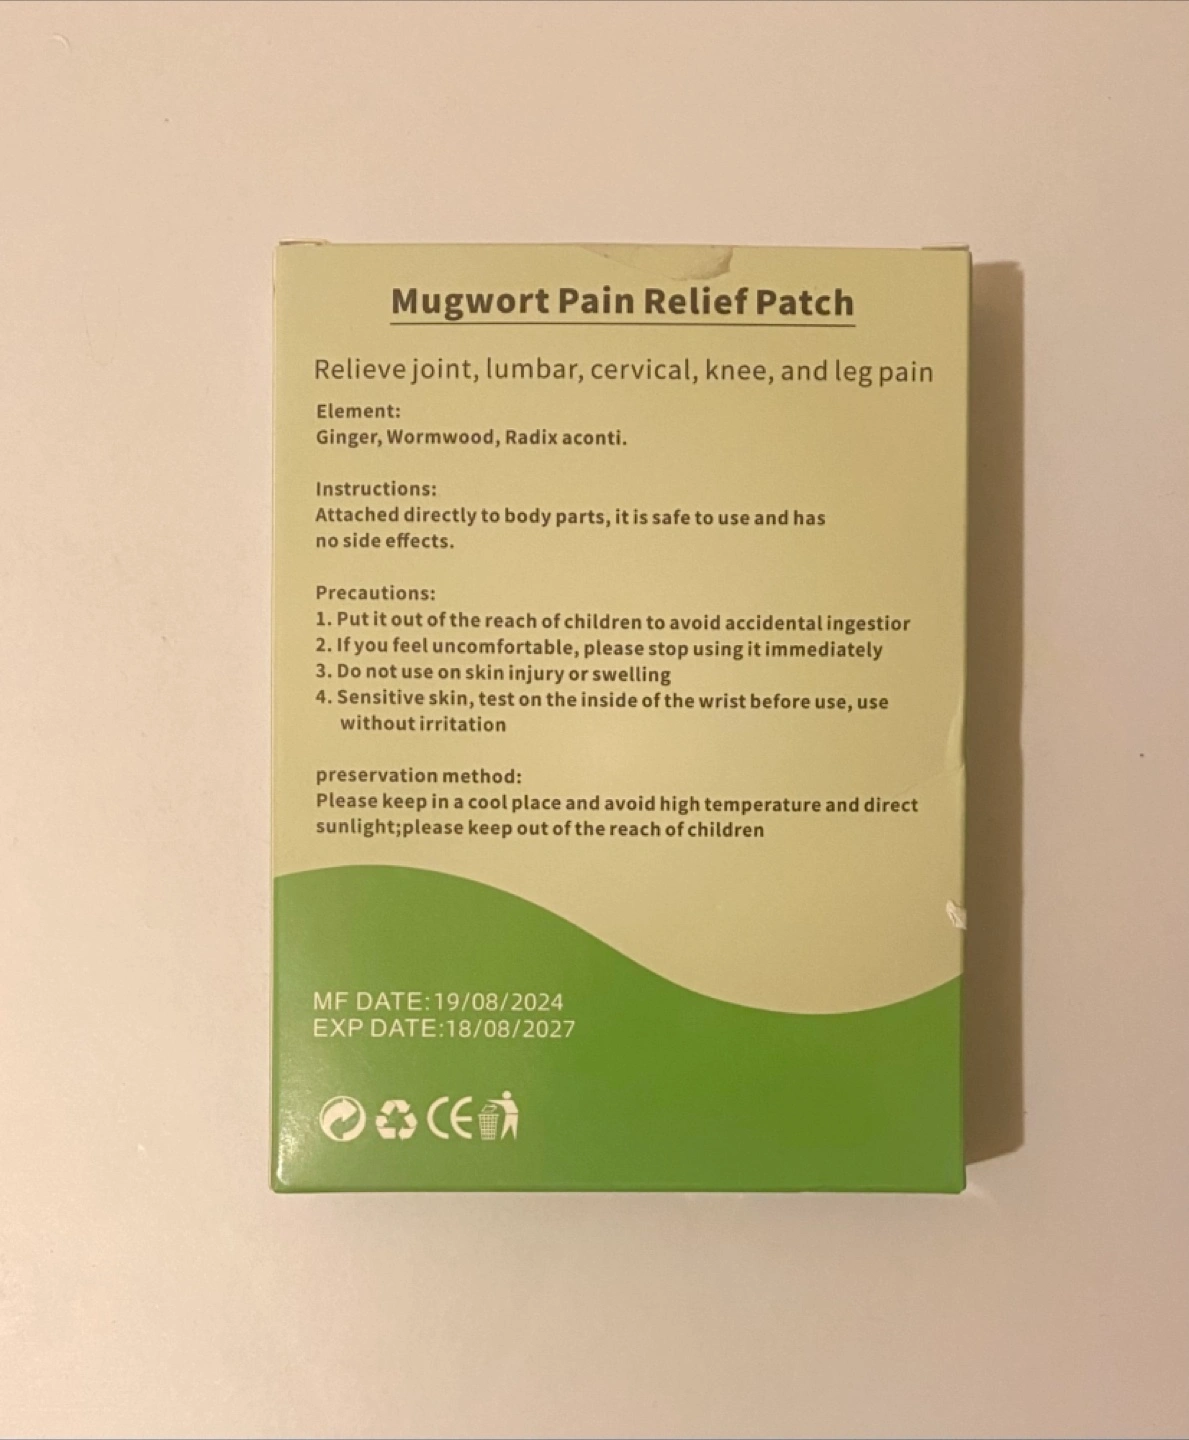 Mugwort Pain Relief Patch
Relieve joint, lumbar, cervical, knee, and leg pain
Element:
Ginger, Wormwood, Radix aconti.
Instructions:
Attached directly to body parts, it is safe to use and has
no side effects.
Precautions:
1. Put it out of the reach of children to avoid accidental ingestior
2. If you feel uncomfortable, please stop using it immediately
3. Do not use on skin injury or swelling
4. Sensitive skin, test on the inside of the wrist before use, use
without irritation
preservation method:
Please keep in a cool place and avoid high temperature and direct
sunlight;please keep out of the reach of children
MF DATE:19/08/2024
EXP DATE:18/08/2027
CE